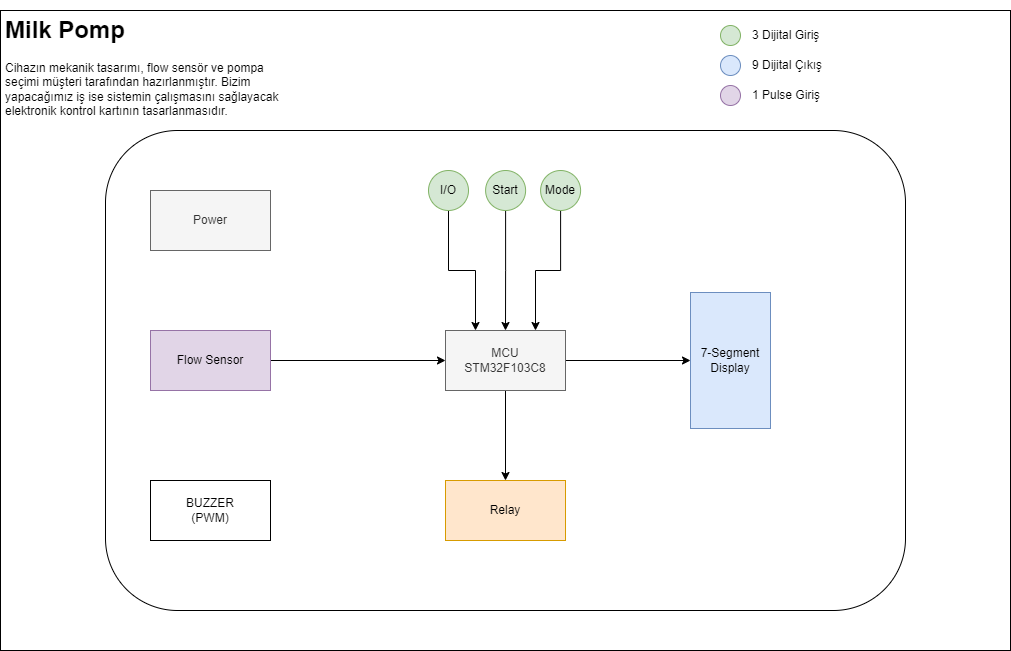 Milk Pomp
Cihazın mekanik tasarımı, flow sensör ve pompa
seçimi müşteri tarafından hazırlanmıştır. Bizim
yapacağımız iş ise sistemin çalışmasını sağlayacak
elektronik kontrol kartının tasarlanmasıdır.
3 Dijital Giriş
9 Dijital Çıkış
1 Pulse Giriş
I/O
Start
Mode
Power
Flow Sensor
MCU
STM32F103C8
7-Segment
Display
BUZZER
(PWM)
Relay